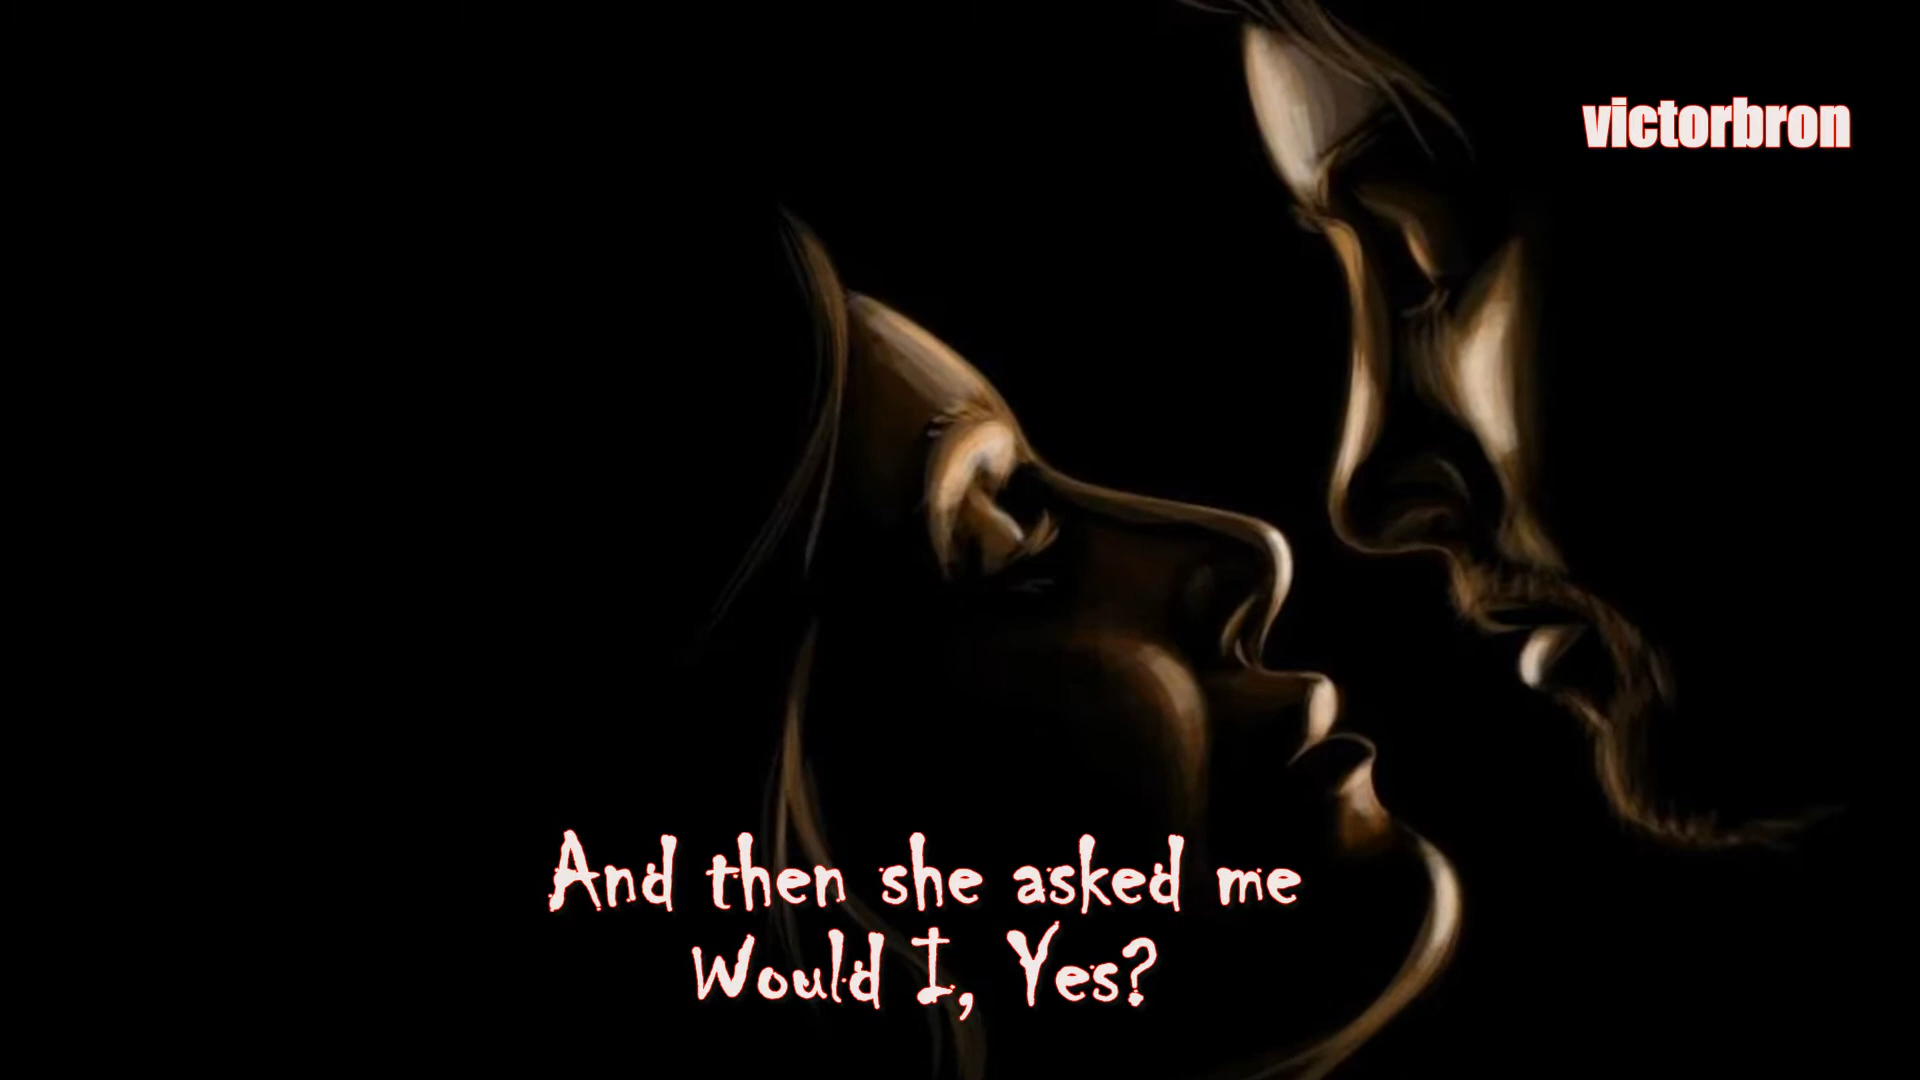 victorbron
And then she asked me
Would I, Yes?